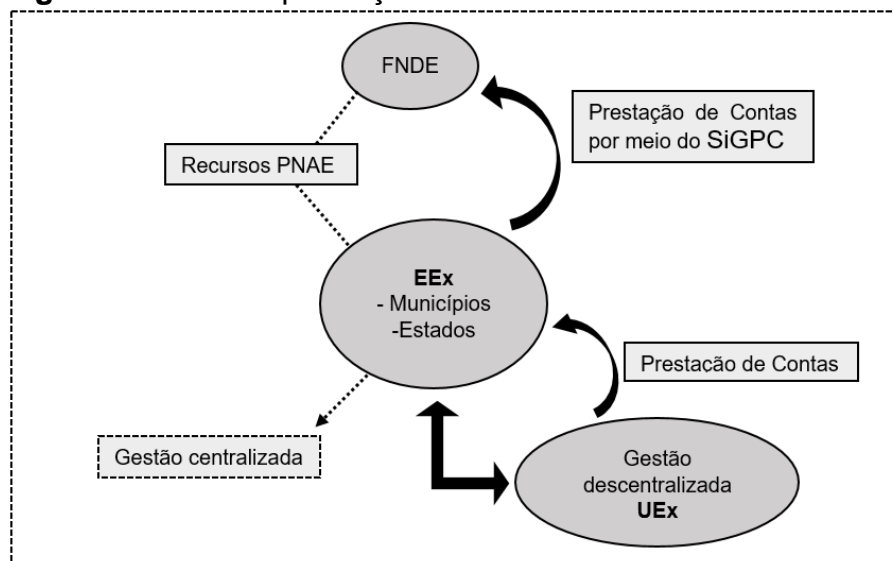 FNDE
Prestação de Contas
por meio do SiGPC
Recursos PNAE
EEx
- Municípios
-Estados
Prestação de Contas
Gestão centralizada
Gestão
descentralizada
UEx